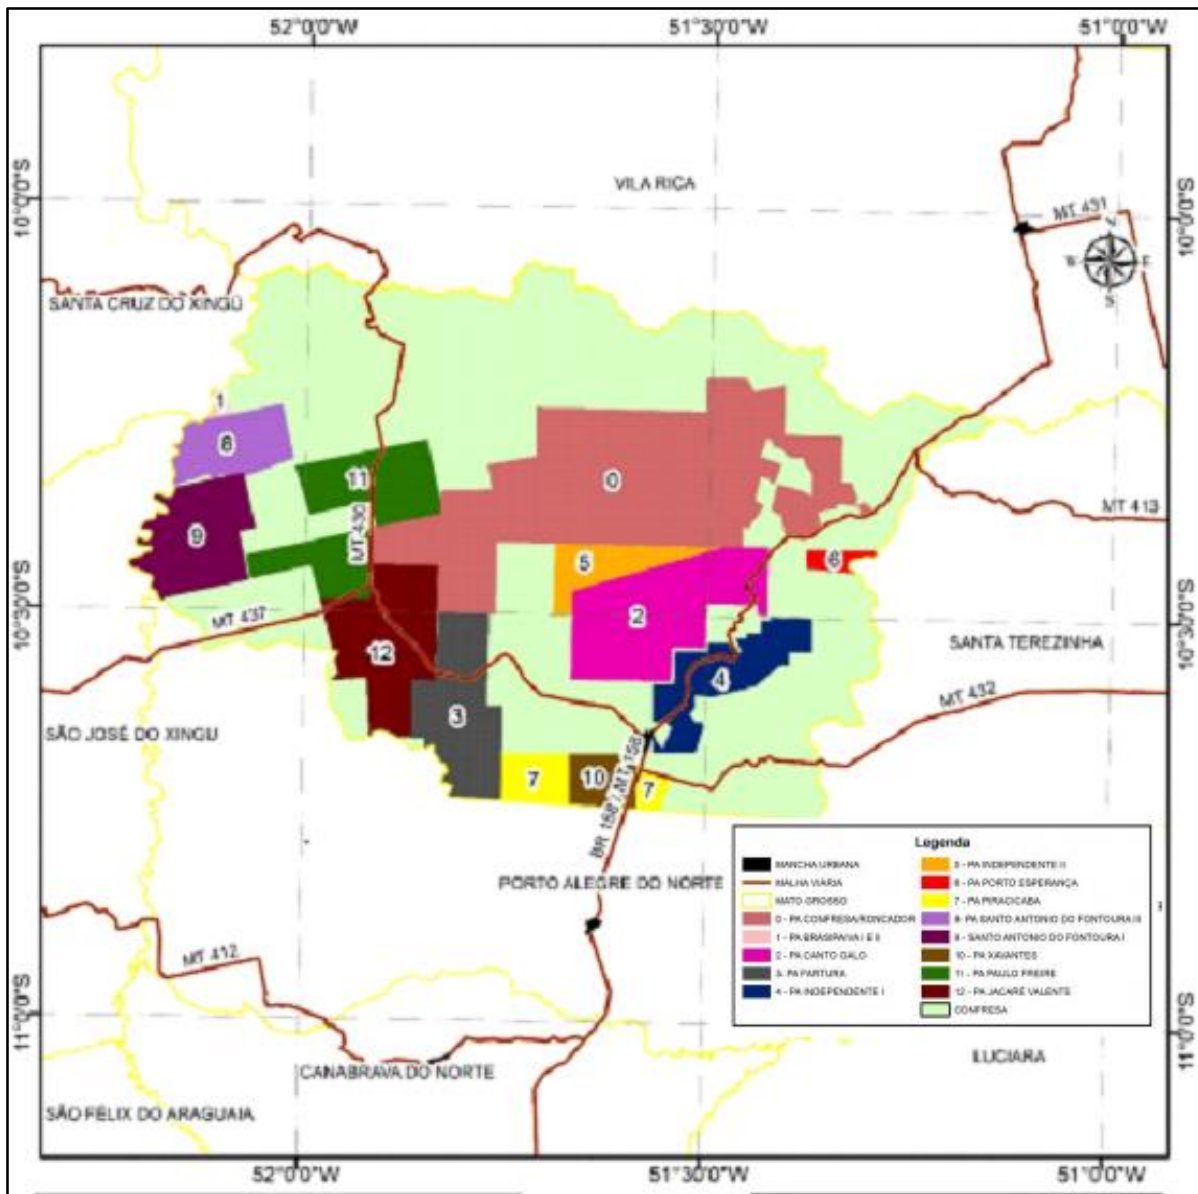 52°0'0"W 51°30'0"W 51°0'0"W
VILA RICA
10°0'0"S
10°0'0"S
MT 431
W E
S
SANTA CRUZ DO XINGÚ
1
8
0
11
9
MT 430
MT 413
5
6
2
10°30'0"S
10°30'0"S
MT 437
SANTA TEREZINHA
12
4
MT 432
3
SÃO JOSÉ DO XINGU
7
10
7
BR 158 / MT 158
PORTO ALEGRE DO NORTE
Legenda
MANCHA URBANA
MALHA VIÁRIA
MATO GROSSO
0 - PA CONFRESA/RONCADOR
1 - PA BRASIPAIVA I E II
2 - PA CANTO GALO
3- PA FARTURA
4 - PA INDEPENDENTE I
5 - PA INDEPENDENTE II
6 - PA PORTO ESPERANÇA
7 - PA PIRACICABA
8- PA SANTO ANTONIO DO FONTOURA III
9 - SANTO ANTONIO DO FONTOURA I
10 - PA XAVANTES
11 - PA PAULO FREIRE
12 - PA JACARÉ VALENTE
CONFRESA
MT 412
11°0'0"S
11°0'0"S
LUCIARA
CANABRAVA DO NORTE
SÃO FÉLIX DO ARAGUAIA
52°0'0"W 51°30'0"W 51°0'0"W